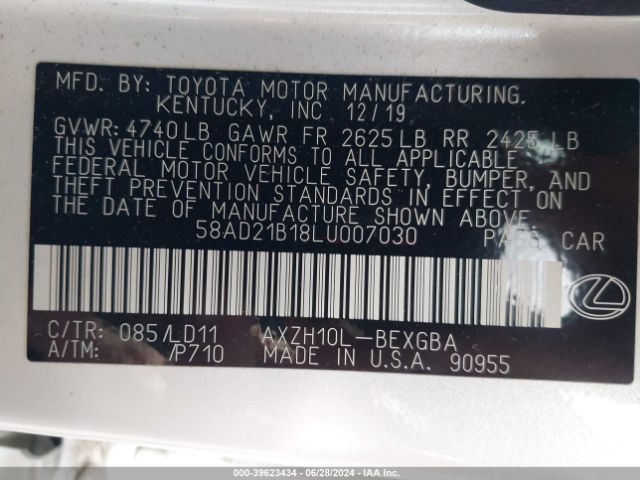 MFD. BY: TOYOTA MOTOR MANUFACTURING.
KENTUCKY, INC 12/19
GVWR: 4740LB GAWR FR 2625LB RR 2425 LB
THIS VEHICLE CONFORMS TO ALL APPLICABLE
FEDERAL MOTOR VEHICLE SAFETY, BUMPER, AND
THEFT PREVENTION STANDARDS IN EFFECT ON
THE DATE OF MANUFACTURE SHOWN ABOVE.
58AD21B18LU007030 PASS. CAR
C/TR: 085/LD11 AXZH10L-BEXGBA
A/TM: /P710 MADE IN U.S.A. 90955
000-39623434 / 06/28/2024 - IAA Inc.